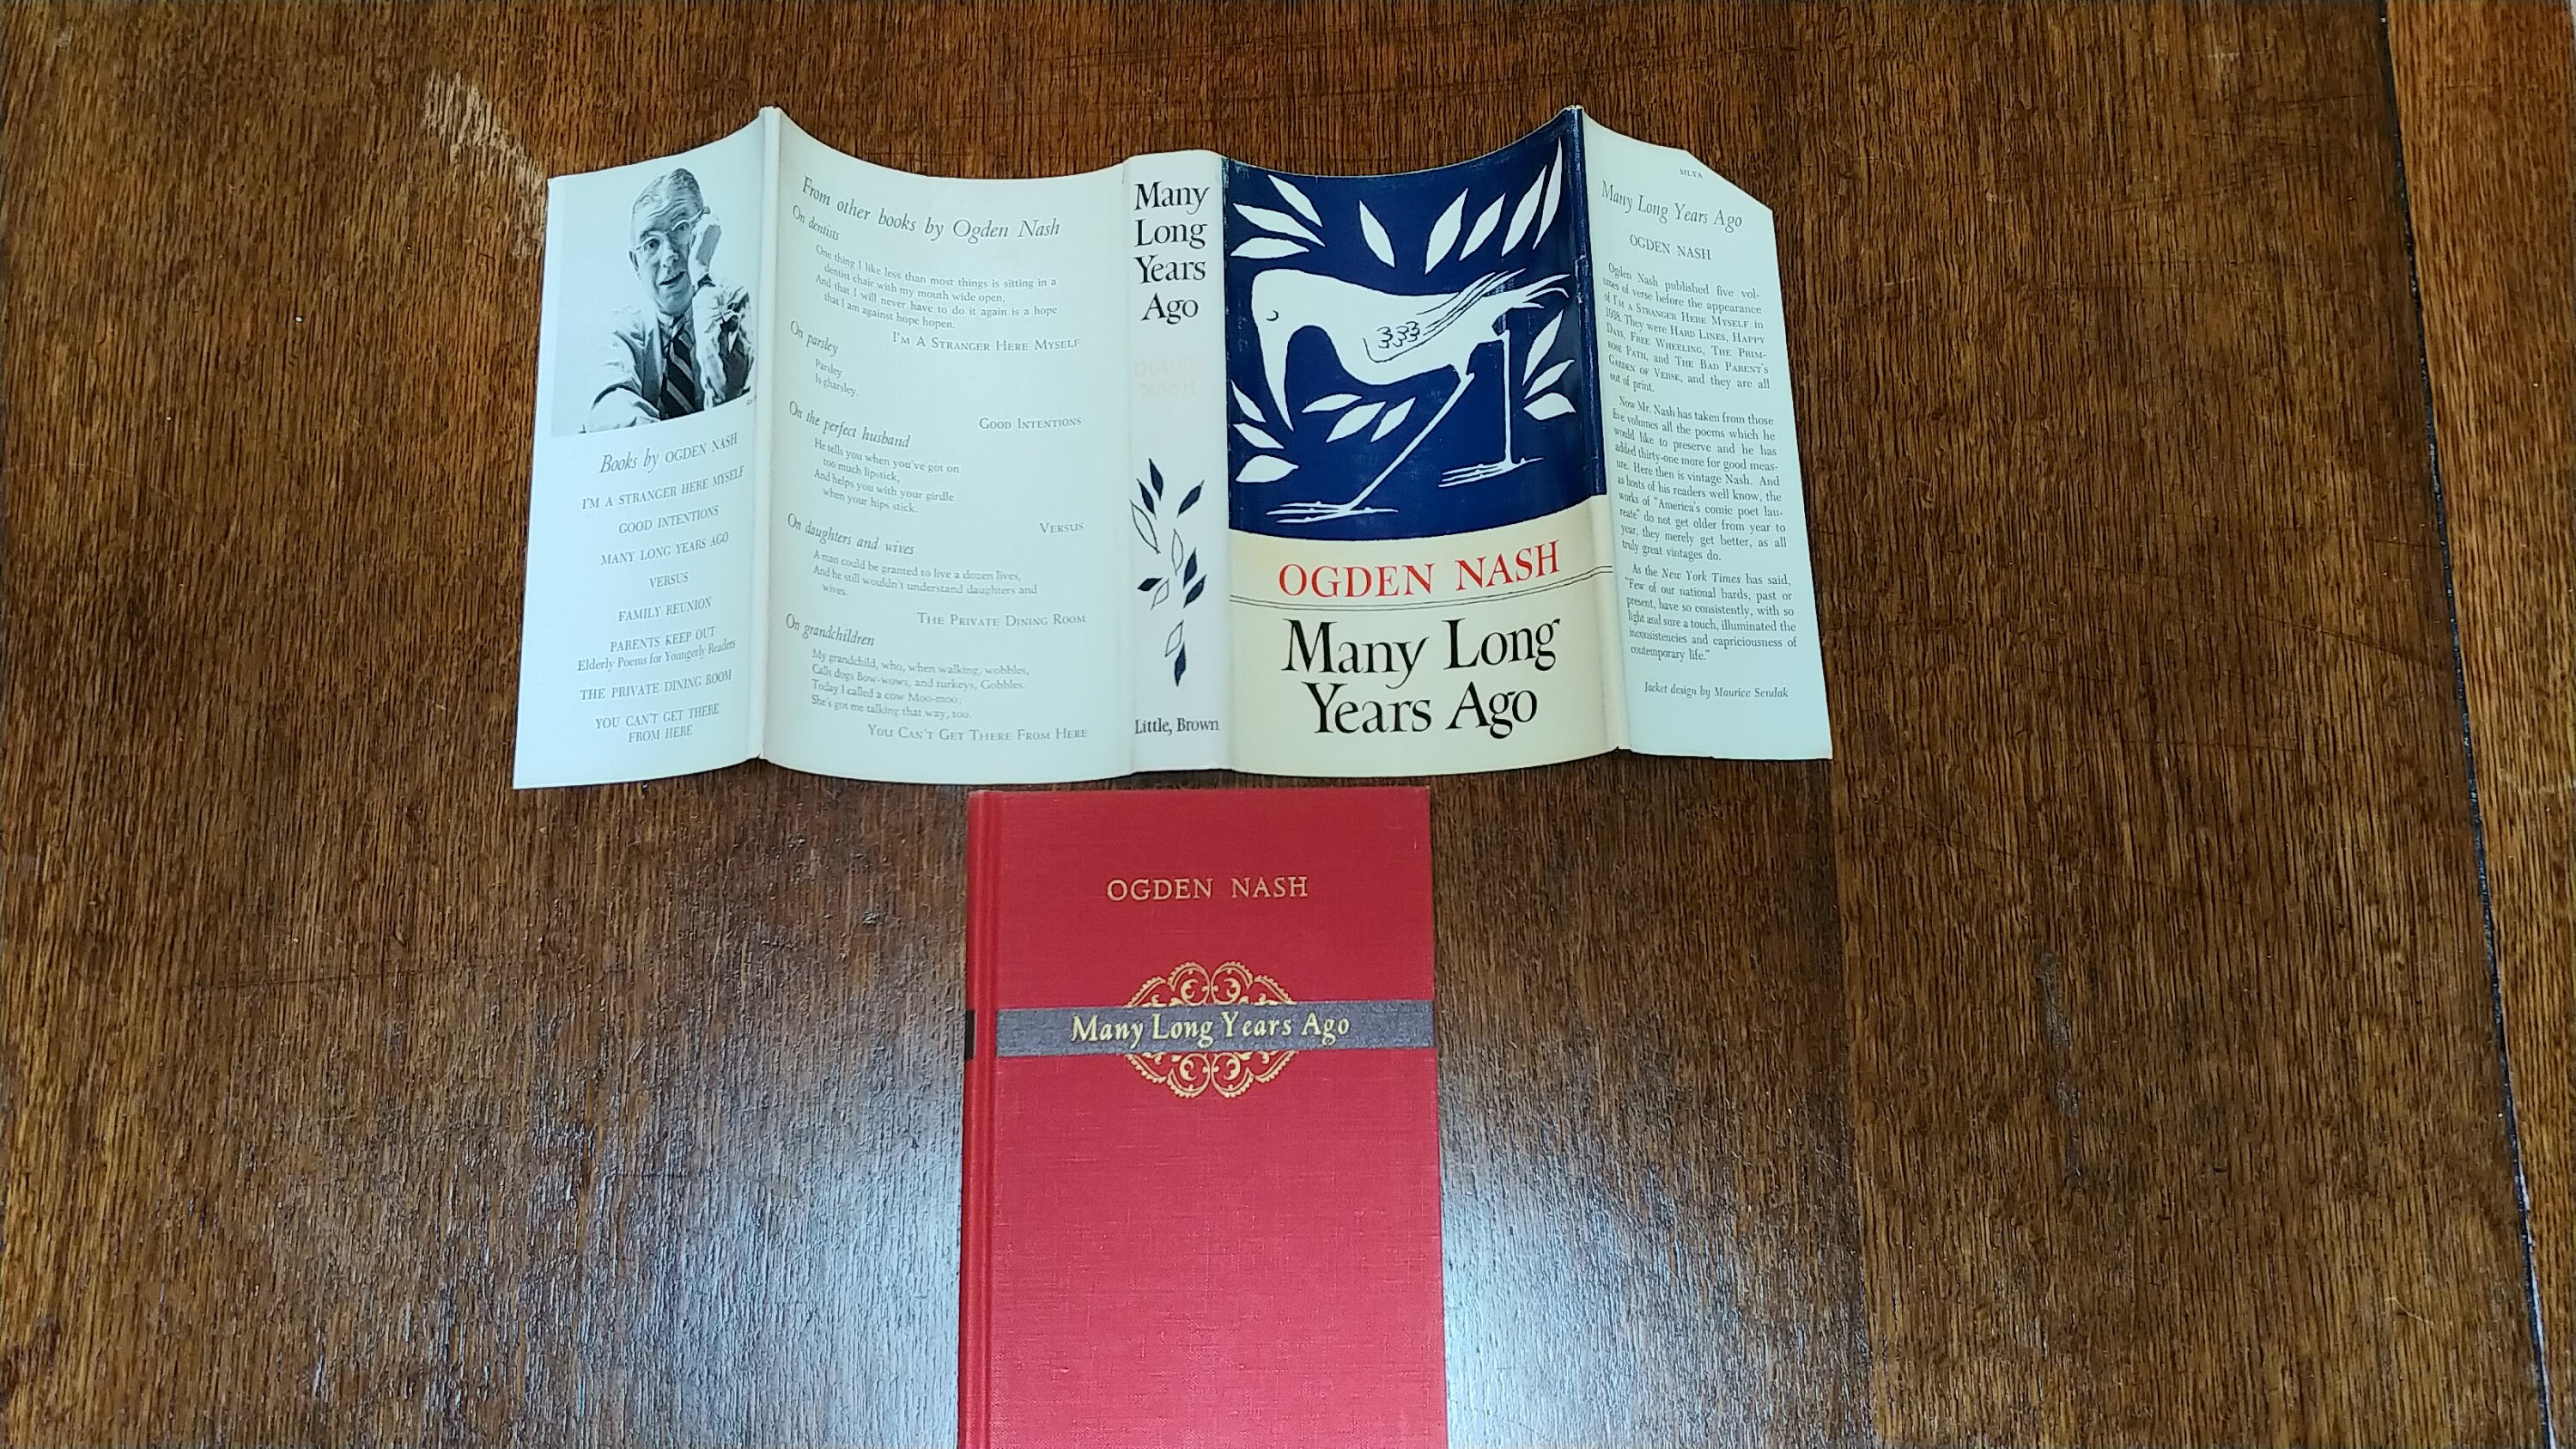 Books by OGDEN NASH
I'M A STRANGER HERE MYSELF
GOOD INTENTIONS
MANY LONG YEARS AGO
VERSUS
FAMILY REUNION
PARENTS KEEP OUT
Elderly Poems for Youngerly Readers
THE PRIVATE DINING ROOM
YOU CAN'T GET THERE
FROM HERE
From other books by Ogden Nash
On dentists
One thing I like less than most things is sitting in a
dentist chair with my mouth wide open,
And that I will never have to do it again is a hope
that I am against hope hopen.
I'M A STRANGER HERE MYSELF
On parsley
Parsley
Is gharsley.
GOOD INTENTIONS
On the perfect husband
He tells you when you've got on
too much lipstick,
And helps you with your girdle
when your hips stick.
VERSUS
On daughters and wives
A man could be granted to live a dozen lives,
And he still wouldn't understand daughters and
wives.
THE PRIVATE DINING ROOM
On grandchildren
My grandchild, who, when walking, wobbles,
Calls dogs Bow-wows, and turkeys, Gobbles.
Today I called a cow Moo-moo;
She's got me talking that way, too.
YOU CAN'T GET THERE FROM HERE
Many
Long
Years
Ago
OGDEN
NASH
Little, Brown
OGDEN NASH
Many Long
Years Ago
MLYA
Many Long Years Ago
OGDEN NASH
Ogden Nash published five vol-
umes of verse before the appearance
of I'M A STRANGER HERE MYSELF in
1938. They were HARD LINES, HAPPY
DAYS, FREE WHEELING, THE PRIM-
ROSE PATH, and THE BAD PARENT'S
GARDEN OF VERSE, and they are all
out of print.
Now Mr. Nash has taken from those
five volumes all the poems which he
would like to preserve and he has
added thirty-one more for good meas-
ure. Here then is vintage Nash. And
as hosts of his readers well know, the
works of "America's comic poet lau-
reate" do not get older from year to
year, they merely get better, as all
truly great vintages do.
As the New York Times has said,
"Few of our national bards, past or
present, have so consistently, with so
light and sure a touch, illuminated the
inconsistencies and capriciousness of
contemporary life."
Jacket design by Maurice Sendak
OGDEN NASH
Many Long Years Ago